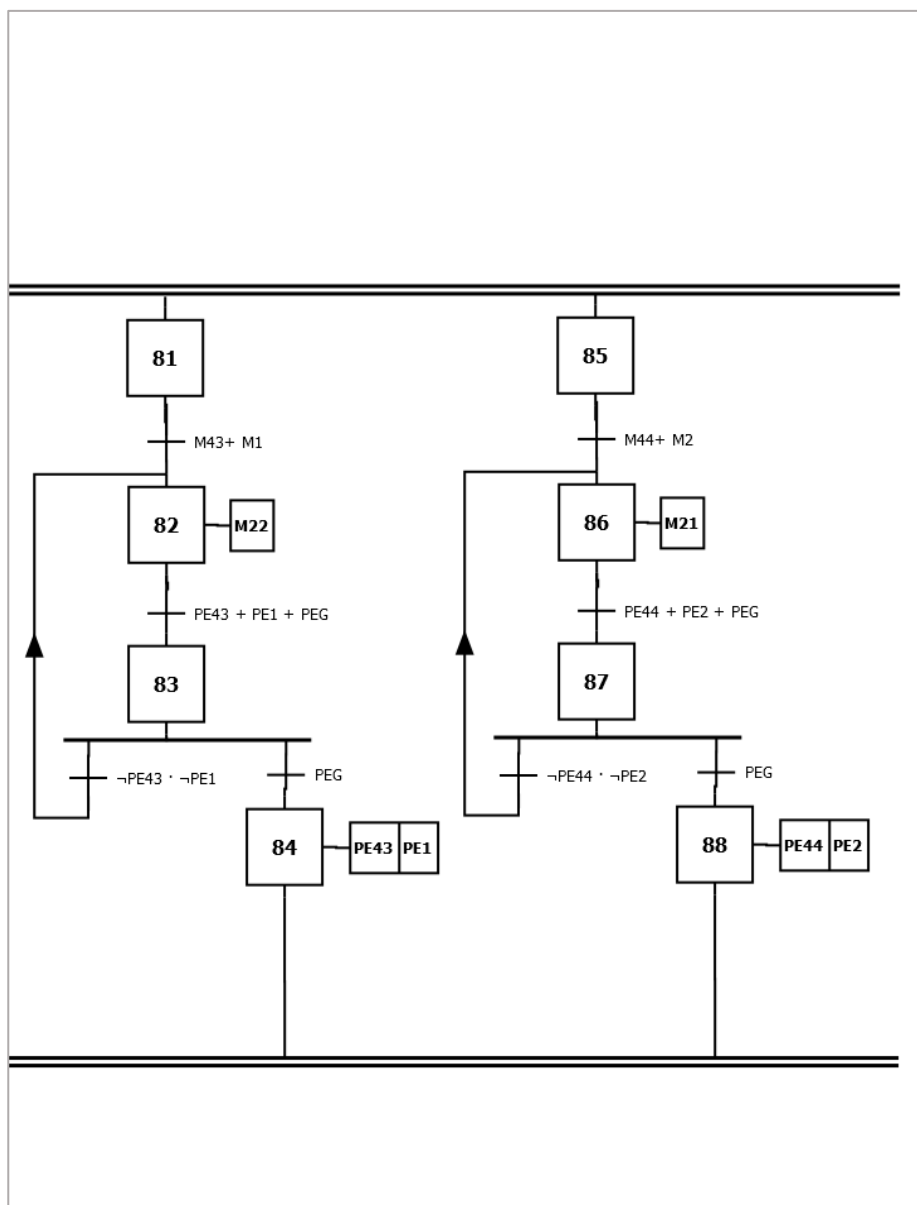 81
85
M43+ M1
M44+ M2
82
M22
86
M21
PE43 + PE1 + PEG
PE44 + PE2 + PEG
83
87
¬PE43 · ¬PE1
PEG
¬PE44 · ¬PE2
PEG
84
PE43
PE1
88
PE44
PE2